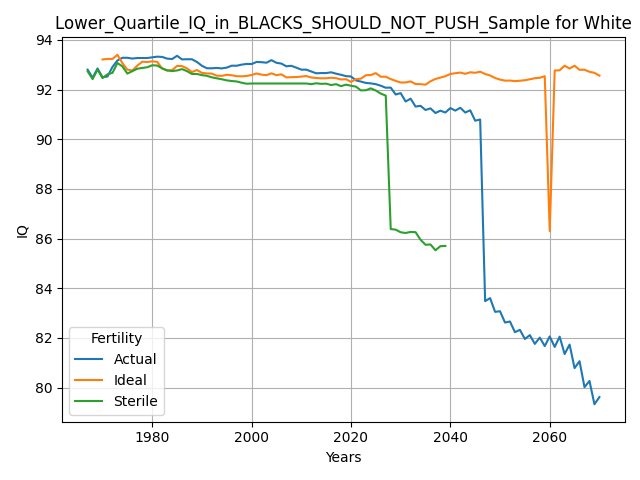 Lower_Quartile_IQ_in_BLACKS_SHOULD_NOT_PUSH_Sample for White
94
92
90
88
86
84
82
80
IQ
Fertility
Actual
Ideal
Sterile
1980
2000
2020
2040
2060
Years